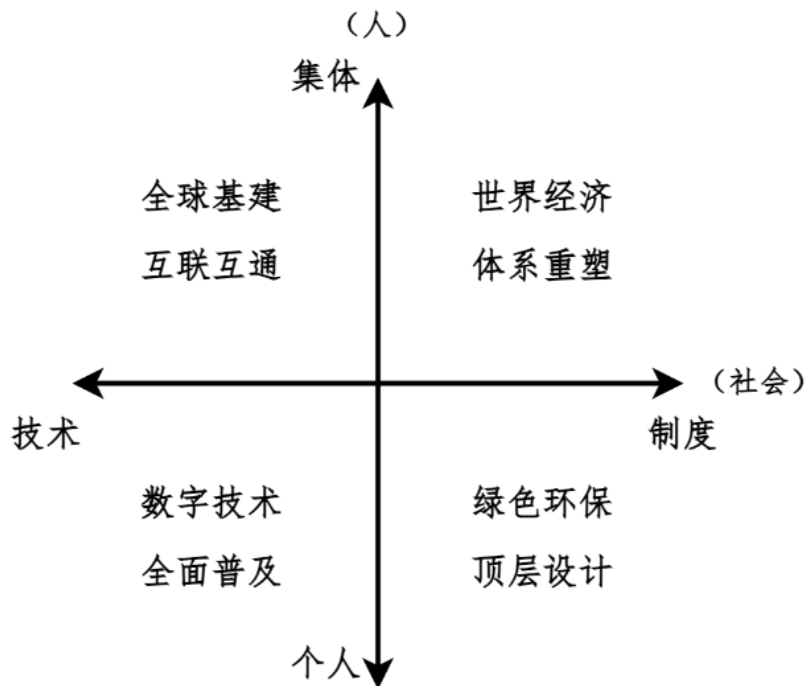 （人）
集体
全球基建
互联互通
世界经济
体系重塑
（社会）
技术
制度
数字技术
全面普及
绿色环保
顶层设计
个人